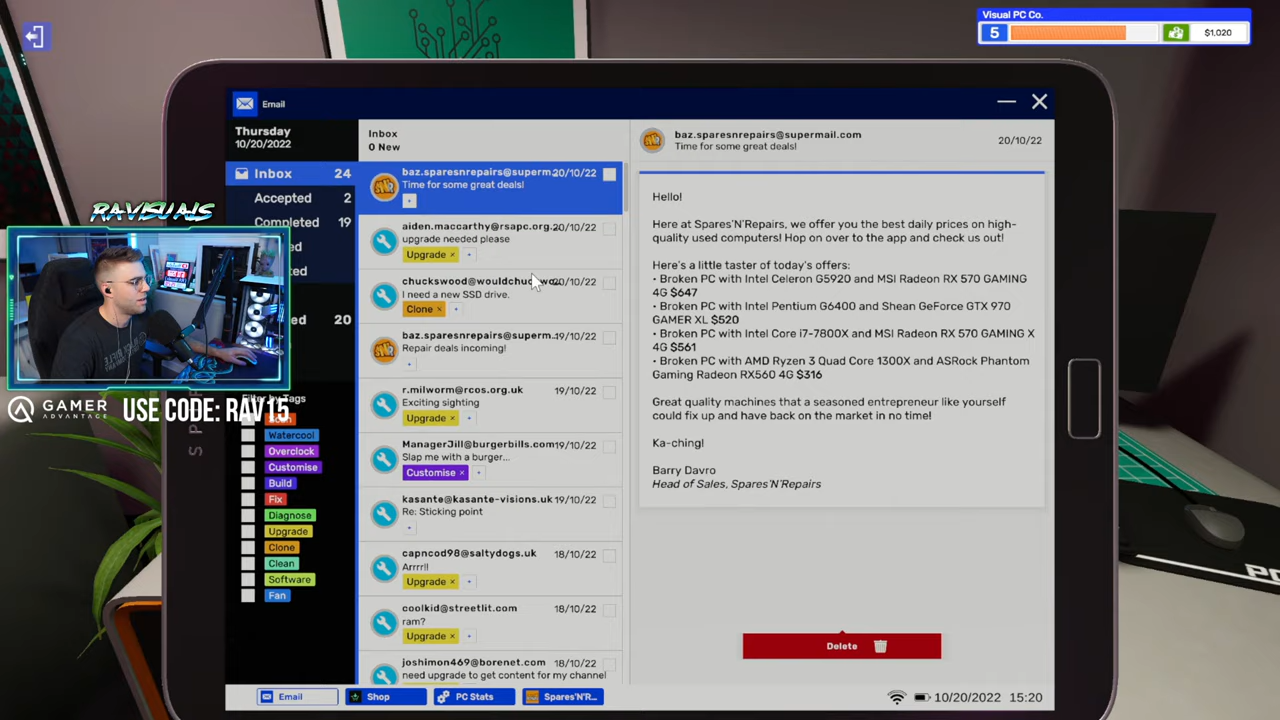 Visual PC Co.
5
$1,020
Email
Thursday
10/20/2022
Inbox 24
Accepted 2
Completed 19
20
Filter by Tags
Watercool
Overclock
Customise
Build
Fix
Diagnose
Upgrade
Clone
Clean
Software
Fan
RAVISUALS
GAMER
ADVANTAGE
USE CODE: RAV15
Inbox
0 New
baz.sparesnrepairs@superm... 20/10/22
Time for some great deals!
+
aiden.maccarthy@rsapc.org... 20/10/22
upgrade needed please
Upgrade × +
chuckswood@wouldchuckwo... 20/10/22
I need a new SSD drive.
Clone × +
baz.sparesnrepairs@superm... 19/10/22
Repair deals incoming!
+
r.milworm@rcos.org.uk 19/10/22
Exciting sighting
Upgrade × +
ManagerJill@burgerbills.com 19/10/22
Slap me with a burger...
Customise × +
kasante@kasante-visions.uk 19/10/22
Re: Sticking point
+
capncod98@saltydogs.uk 18/10/22
Arrr!!
Upgrade × +
coolkid@streetlit.com 18/10/22
ram?
Upgrade × +
joshimon469@borenet.com 18/10/22
need upgrade to get content for my channel
baz.sparesnrepairs@supermail.com 20/10/22
Time for some great deals!
Hello!
Here at Spares'N'Repairs, we offer you the best daily prices on high-
quality used computers! Hop on over to the app and check us out!
Here's a little taster of today's offers:
• Broken PC with Intel Celeron G5920 and MSI Radeon RX 570 GAMING
4G $647
• Broken PC with Intel Pentium G6400 and Shean GeForce GTX 970
GAMER XL $520
• Broken PC with Intel Core i7-7800X and MSI Radeon RX 570 GAMING X
4G $561
• Broken PC with AMD Ryzen 3 Quad Core 1300X and ASRock Phantom
Gaming Radeon RX560 4G $316
Great quality machines that a seasoned entrepreneur like yourself
could fix up and have back on the market in no time!
Ka-ching!
Barry Davro
Head of Sales, Spares'N'Repairs
Delete
Email
Shop
PC Stats
Spares'N'R...
10/20/2022 15:20